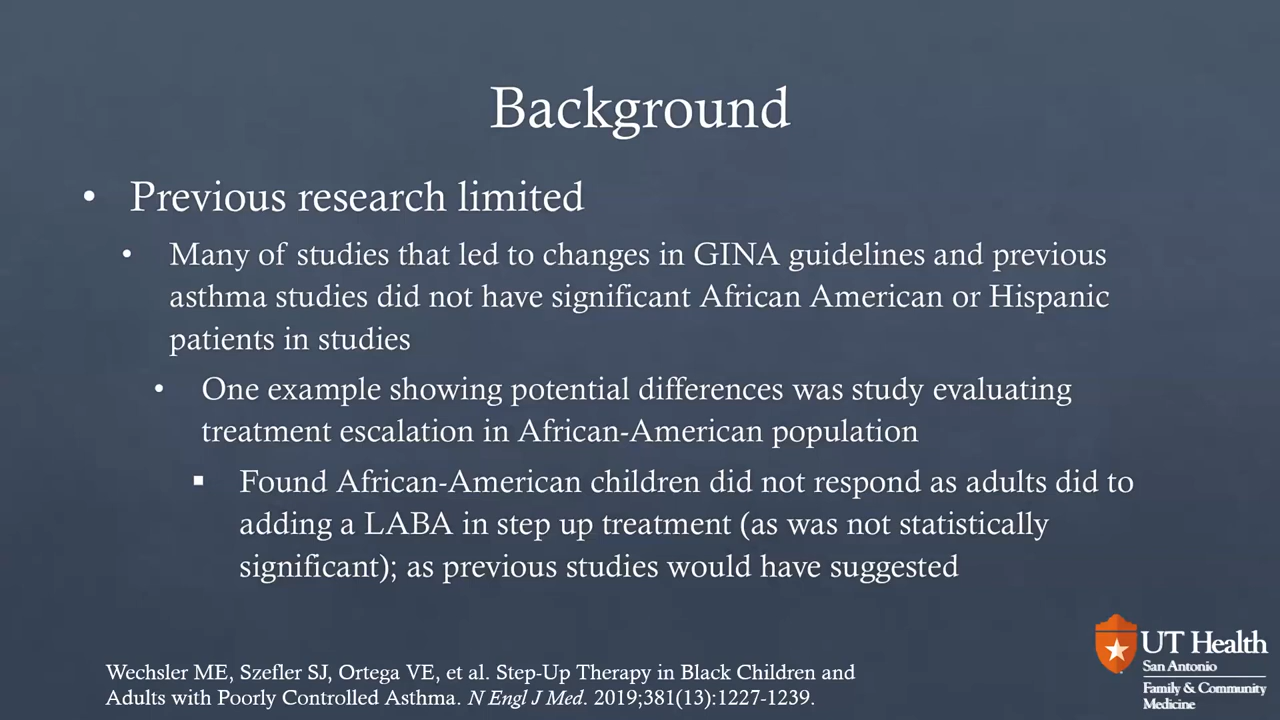 Background
• Previous research limited
• Many of studies that led to changes in GINA guidelines and previous
asthma studies did not have significant African American or Hispanic
patients in studies
• One example showing potential differences was study evaluating
treatment escalation in African-American population
▪ Found African-American children did not respond as adults did to
adding a LABA in step up treatment (as was not statistically
significant); as previous studies would have suggested
Wechsler ME, Szefler SJ, Ortega VE, et al. Step-Up Therapy in Black Children and
Adults with Poorly Controlled Asthma. N Engl J Med. 2019;381(13):1227-1239.
UT Health
San Antonio
Family & Community
Medicine